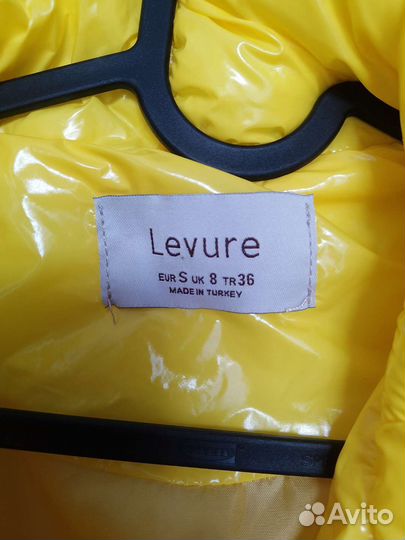 Levure
EUR S UK 8 TR 36
MADE IN TURKEY
Avito